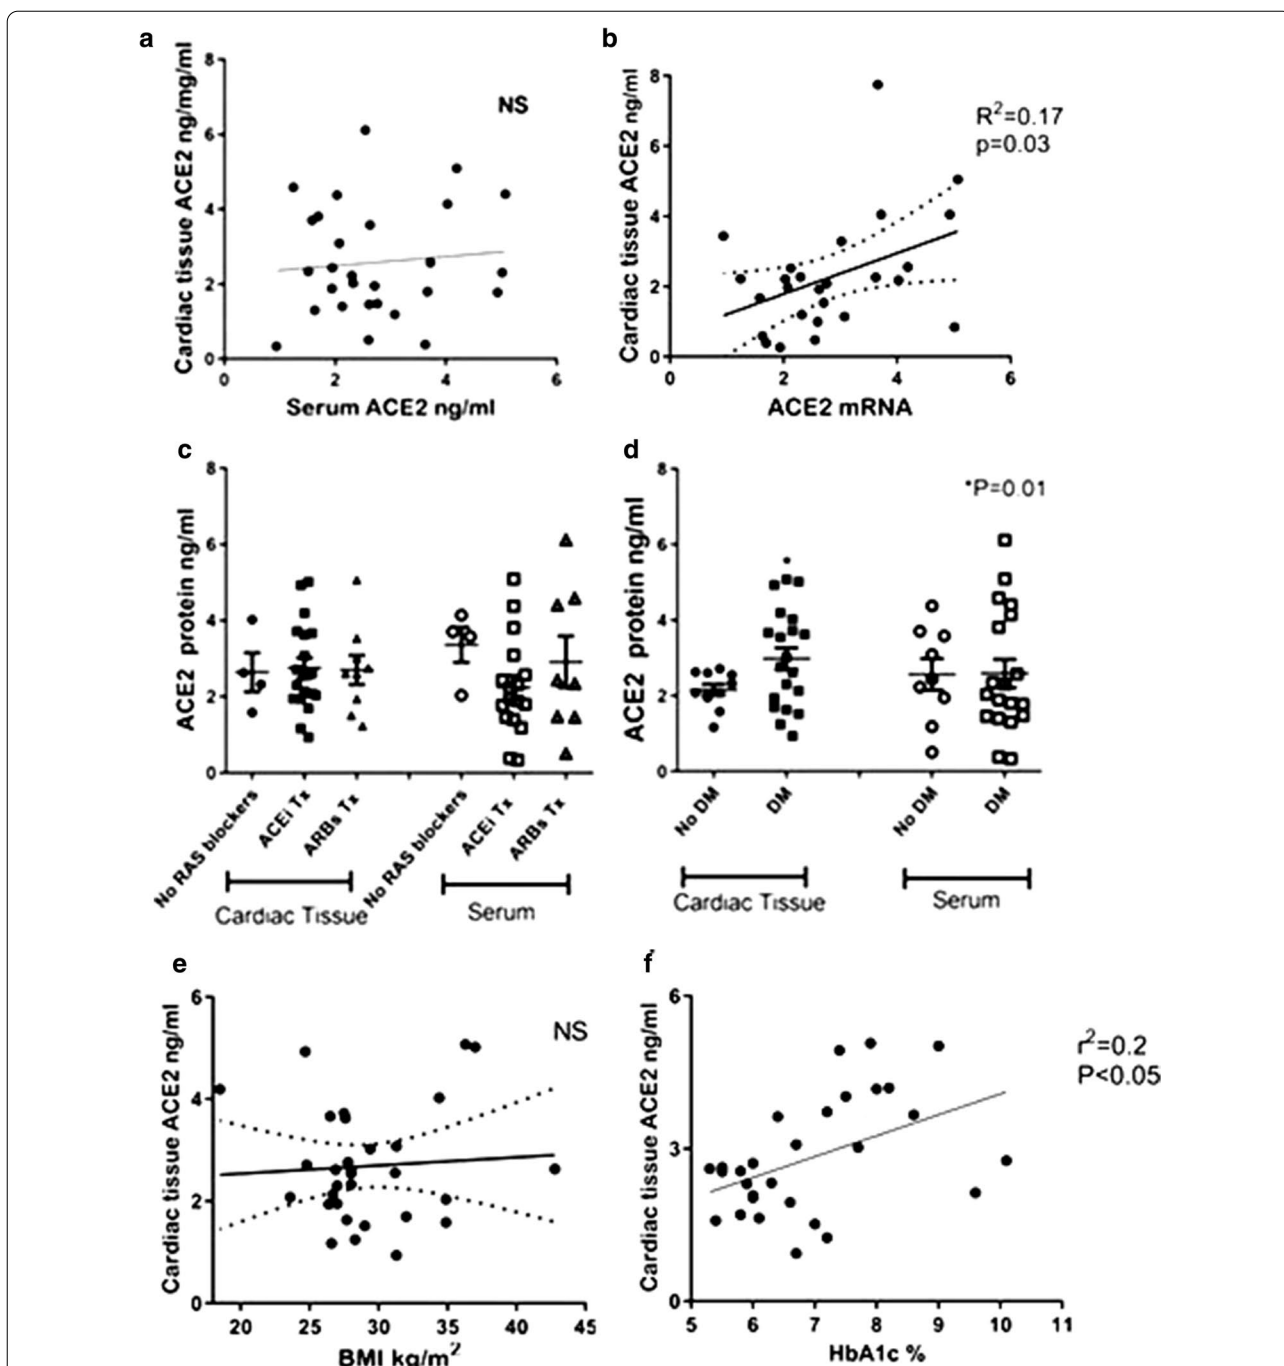 a
Cardiac tissue ACE2 ng/mg/ml
8
6
4
2
0
NS
0 2 4 6
Serum ACE2 ng/ml
b
Cardiac tissue ACE2 ng/ml
8
6
4
2
0
R²=0.17
p=0.03
0 2 4 6
ACE2 mRNA
c
ACE2 protein ng/ml
8
6
4
2
0
No RAS blockers
ACEi Tx
ARBs Tx
No RAS blockers
ACEi Tx
ARBs Tx
Cardiac Tissue
Serum
d
ACE2 protein ng/ml
8
6
4
2
0
*P=0.01
*
No DM
DM
No DM
DM
Cardiac Tissue
Serum
e
Cardiac tissue ACE2 ng/ml
6
4
2
0
NS
20 25 30 35 40 45
BMI kg/m²
f
Cardiac tissue ACE2 ng/ml
6
3
0
r²=0.2
P<0.05
5 6 7 8 9 10 11
HbA1c %